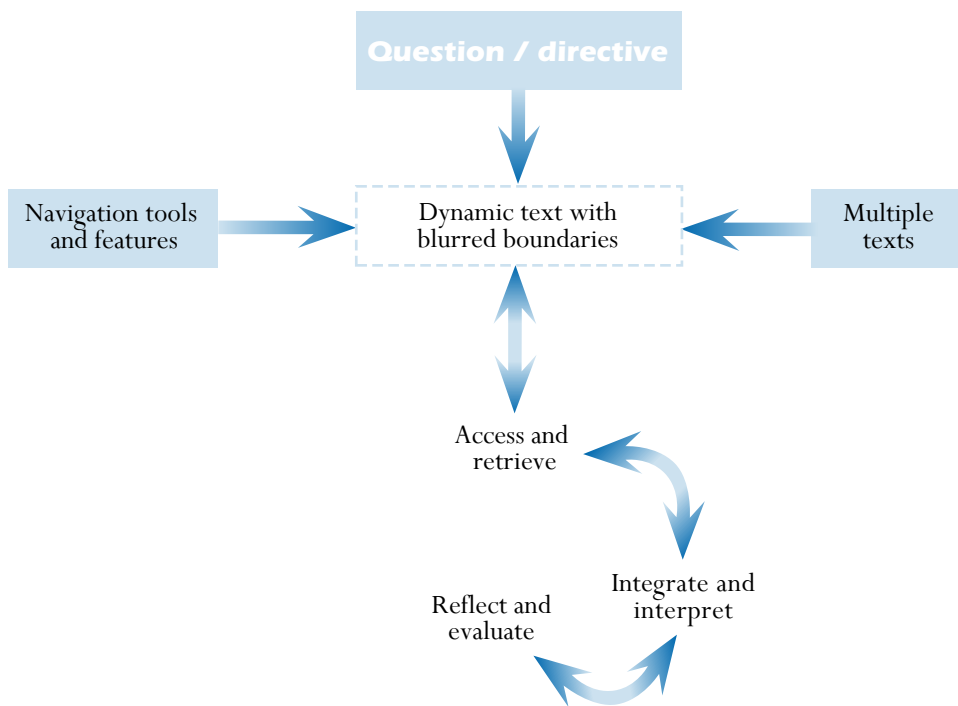 Question / directive
Navigation tools
and features
Dynamic text with
blurred boundaries
Multiple
texts
Access and
retrieve
Integrate and
interpret
Reflect and
evaluate